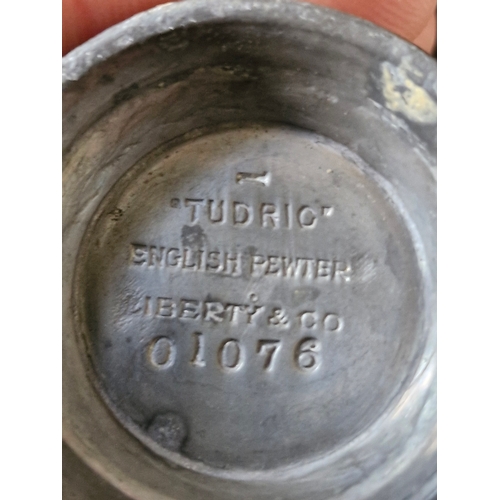 "TUDRIC"
ENGLISH PEWTER
LIBERTY & CO
01076